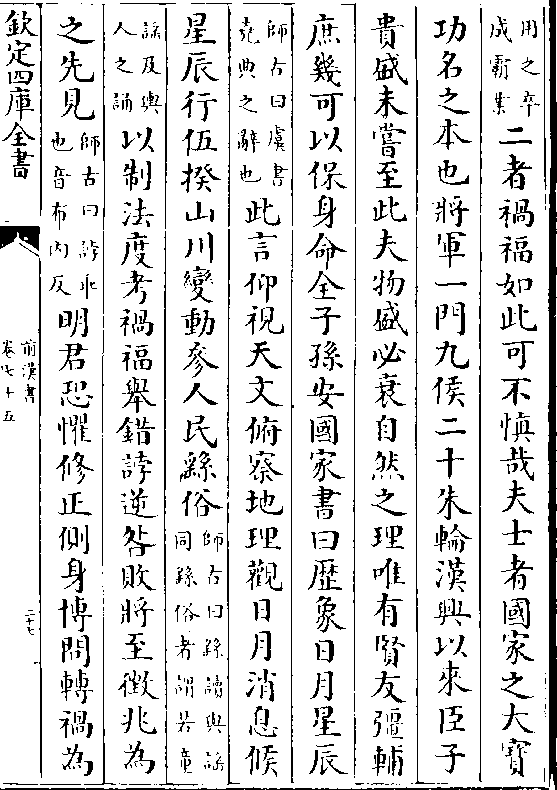 用之卒成霸業二者禍福如此可不慎哉夫士者國家之大寶
功名之本也將軍一門九侯二十朱輪漢興以來臣子
貴盛未嘗至此夫物盛必衰自然之理唯有賢友彊輔
庶幾可以保身命全子孫安國家書曰歴象日月星辰
師古曰虞書堯典之辭也此言仰視天文俯察地理觀日月消息候
星辰行伍揆山川變動參人民繇俗師古曰繇讀與謡同繇俗者謂若童
謡及輿人之誦以制法度考禍福舉錯誖逆咎敗將至徵兆為
之先見師古曰誖乖也音布內反明君恐懼修正側身博問轉禍為
欽定四庫全書
前漢書
卷七十五
二十七